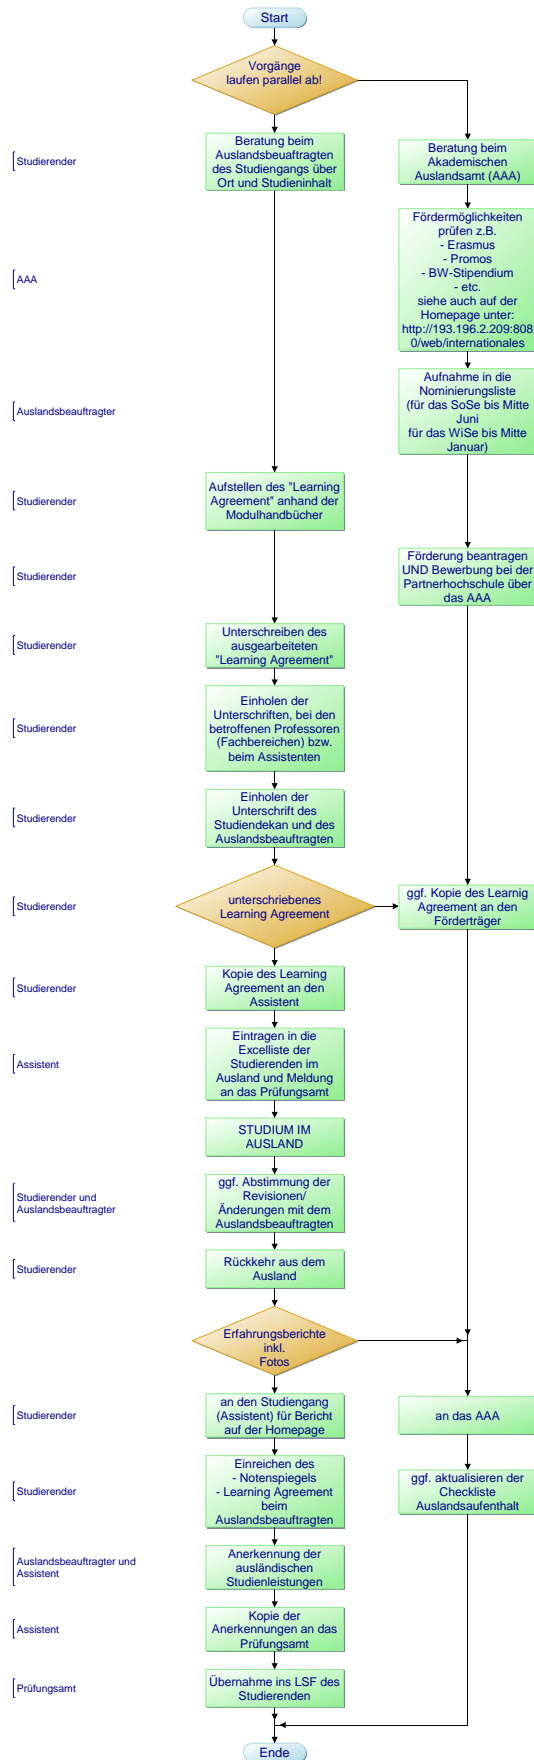 Start
Vorgänge
laufen parallel ab!
Studierender
Beratung beim
Auslandsbeuaftragten
des Studiengangs über
Ort und Studieninhalt
Beratung beim
Akademischen
Auslandsamt (AAA)
AAA
Fördermöglichkeiten
prüfen z.B.
- Erasmus
- Promos
- BW-Stipendium
- etc.
siehe auch auf der
Homepage unter:
http://193.196.2.209:808
0/web/internationales
Auslandsbeauftragter
Aufnahme in die
Nominierungsliste
(für das SoSe bis Mitte
Juni
für das WiSe bis Mitte
Januar)
Studierender
Aufstellen des "Learning
Agreement" anhand der
Modulhandbücher
Studierender
Förderung beantragen
UND Bewerbung bei der
Partnerhochschule über
das AAA
Studierender
Unterschreiben des
ausgearbeiteten
"Learning Agreement"
Studierender
Einholen der
Unterschriften, bei den
betroffenen Professoren
(Fachbereichen) bzw.
beim Assistenten
Studierender
Einholen der
Unterschrift des
Studiendekan und des
Auslandsbeauftragten
Studierender
unterschriebenes
Learning Agreement
ggf. Kopie des Learnig
Agreement an den
Förderträger
Studierender
Kopie des Learning
Agreement an den
Assistent
Assistent
Eintragen in die
Excelliste der
Studierenden im
Ausland und Meldung
an das Prüfungsamt
STUDIUM IM
AUSLAND
Studierender und
Auslandsbeauftragter
ggf. Abstimmung der
Revisionen/
Änderungen mit dem
Auslandsbeauftragten
Studierender
Rückkehr aus dem
Ausland
Erfahrungsberichte
inkl.
Fotos
Studierender
an den Studiengang
(Assistent) für Bericht
auf der Homepage
an das AAA
Studierender
Einreichen des
- Notenspiegels
- Learning Agreement
beim
Auslandsbeauftragten
ggf. aktualisieren der
Checkliste
Auslandsaufenthalt
Auslandsbeauftragter und
Assistent
Anerkennung der
ausländischen
Studienleistungen
Assistent
Kopie der
Anerkennungen an das
Prüfungsamt
Prüfungsamt
Übernahme ins LSF des
Studierenden
Ende